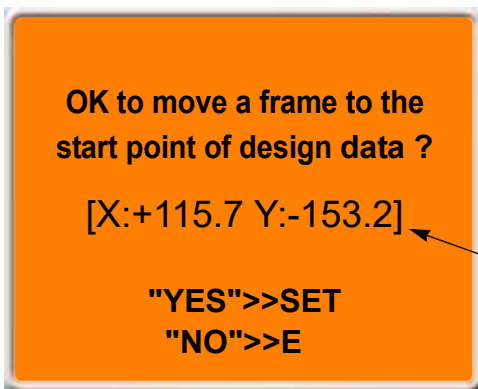 OK to move a frame to the
start point of design data ?
[X:+115.7 Y:-153.2]
"YES">>SET
"NO">>E